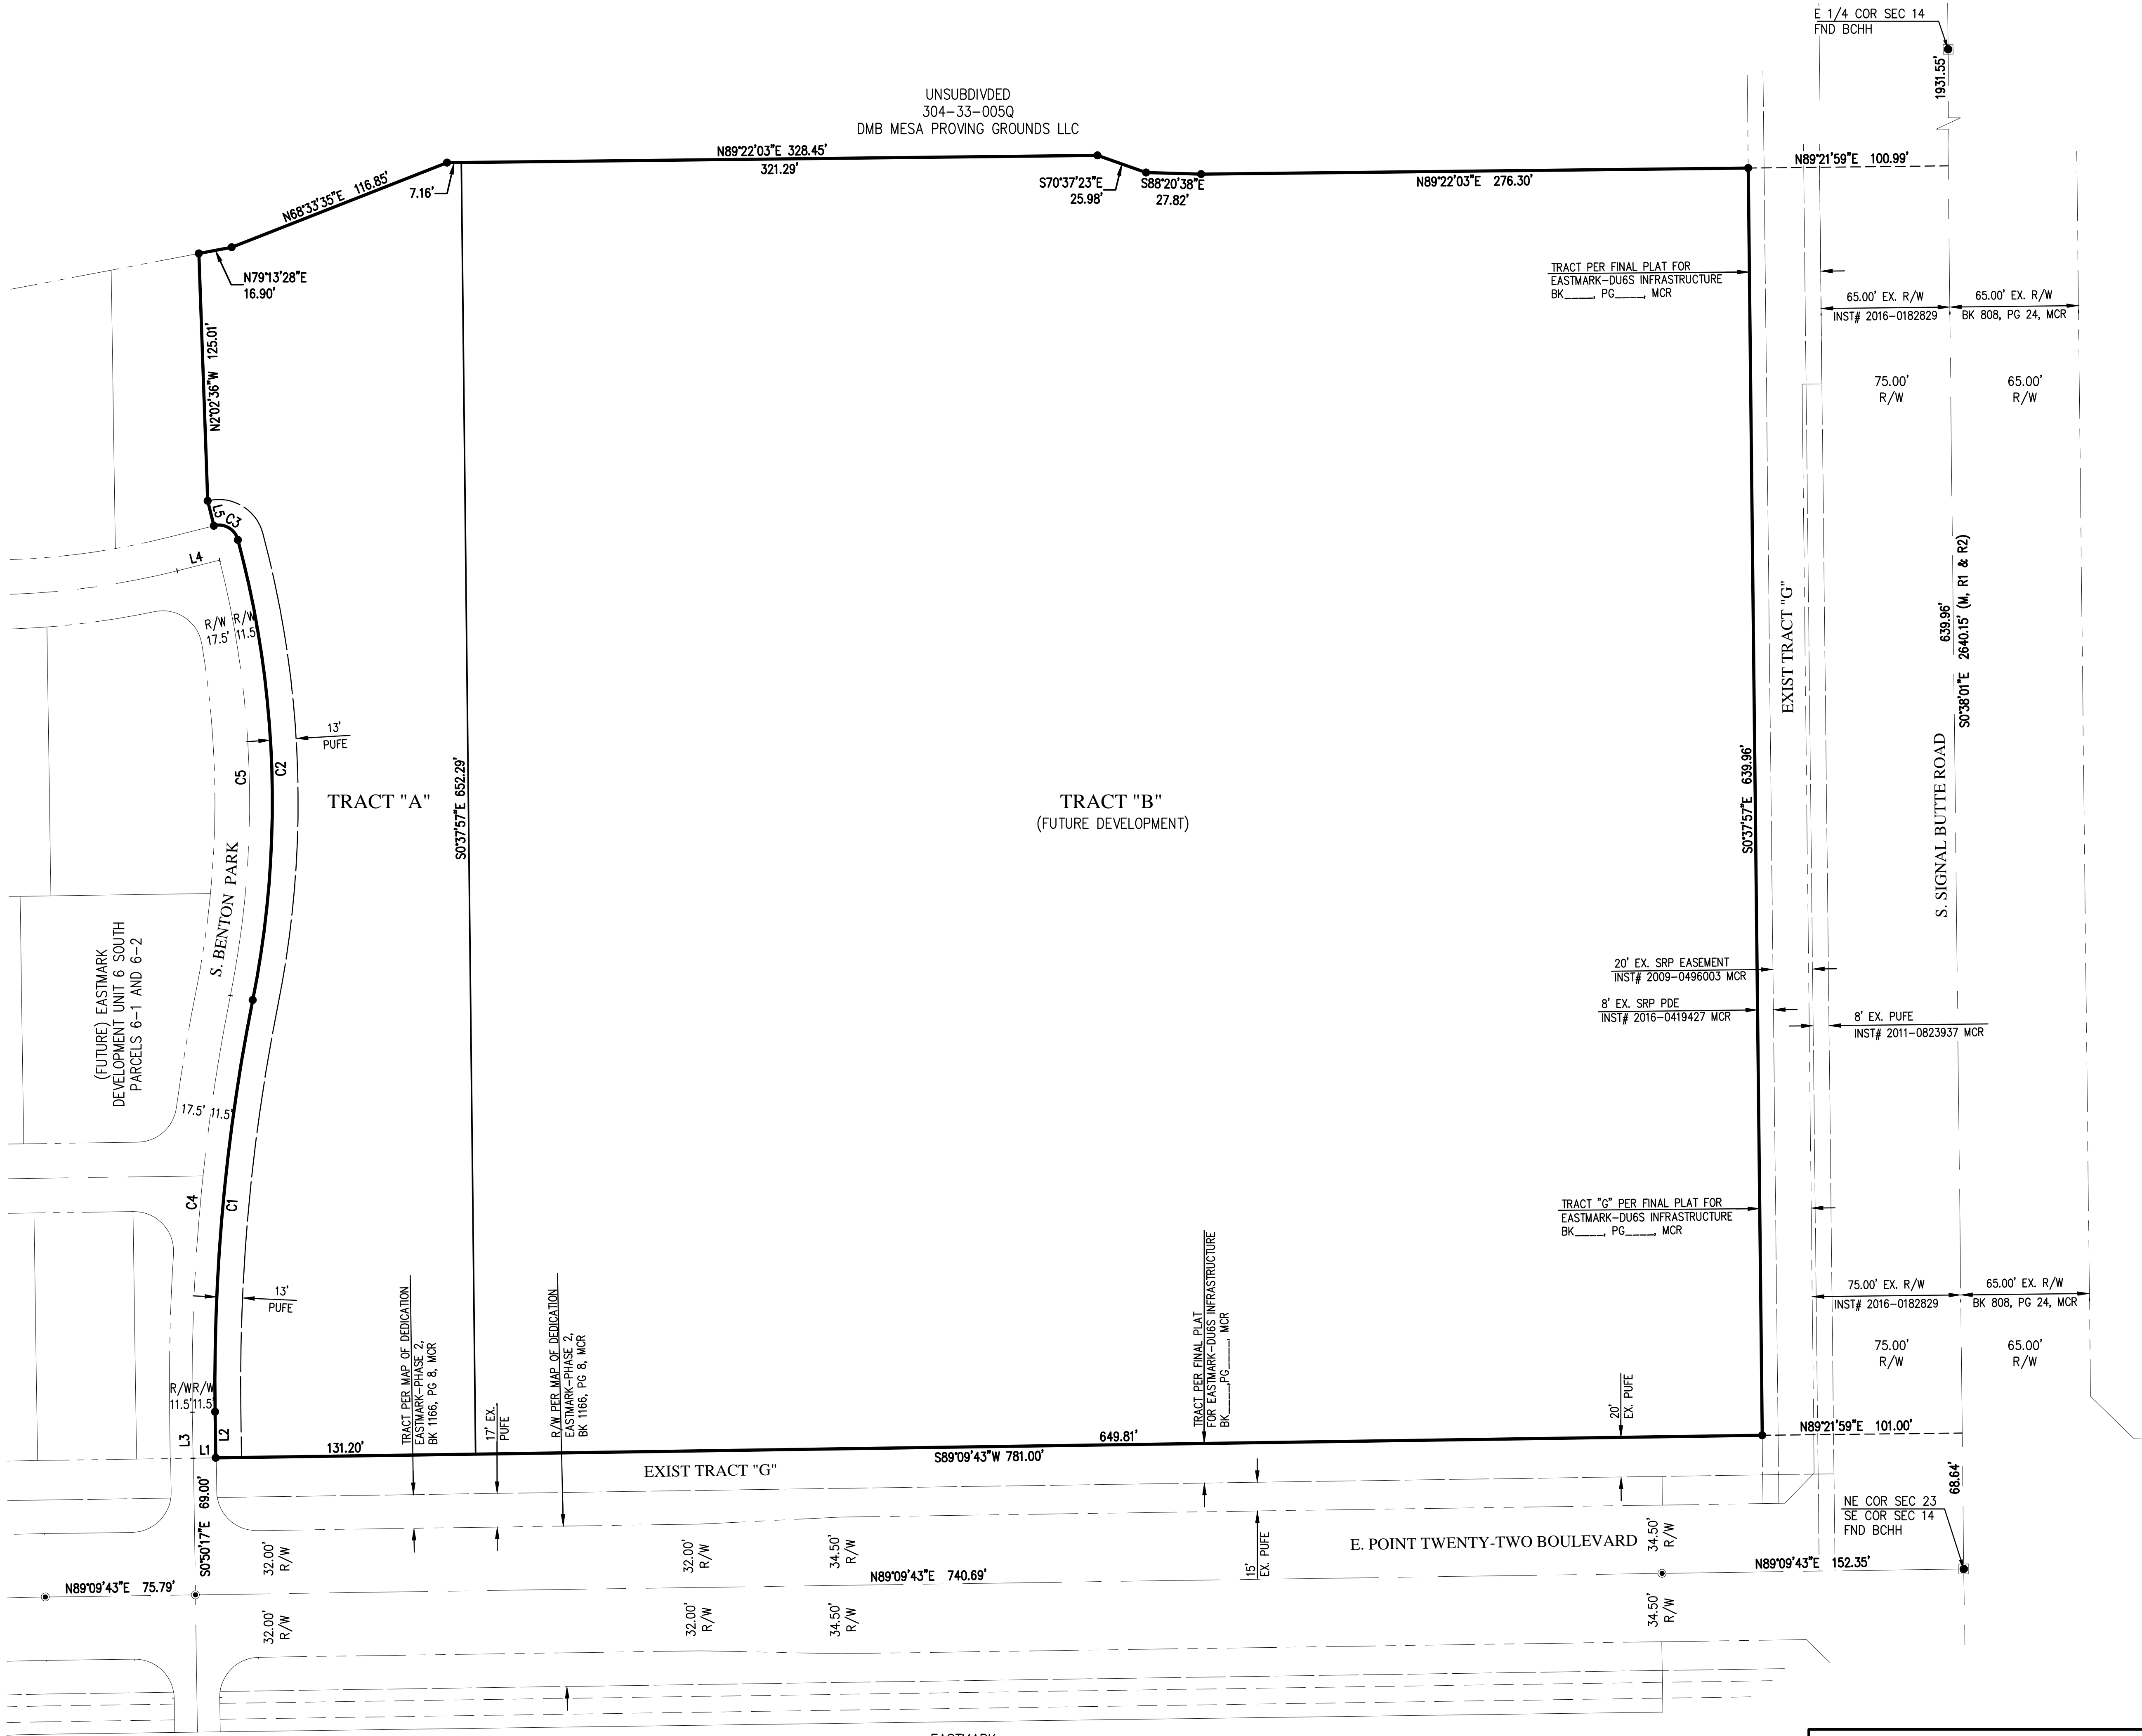 E 1/4 COR SEC 14
FND BCHH
1931.55'
UNSUBDIVDED
304-33-005Q
DMB MESA PROVING GROUNDS LLC
N89°22'03"E 328.45'
321.29'
N89°21'59"E 100.99'
N68°33'35"E 116.85'
7.16'
S70°37'23"E
25.98'
S88°20'38"E
27.82'
N89°22'03"E 276.30'
N79°13'28"E
16.90'
TRACT PER FINAL PLAT FOR
EASTMARK-DU6S INFRASTRUCTURE
BK____, PG____, MCR
65.00' EX. R/W
INST# 2016-0182829
65.00' EX. R/W
BK 808, PG 24, MCR
N2°02'36"W 125.01'
75.00'
R/W
65.00'
R/W
L5
C3
L4
R/W R/W
17.5' 11.5'
EXIST TRACT "G"
639.96'
S0°38'01"E 2640.15' (M, R1 & R2)
13'
PUFE
C5
C2
TRACT "A"
S0°37'57"E 652.29'
TRACT "B"
(FUTURE DEVELOPMENT)
S0°37'57"E 639.96'
S. SIGNAL BUTTE ROAD
S. BENTON PARK
(FUTURE) EASTMARK
DEVELOPMENT UNIT 6 SOUTH
PARCELS 6-1 AND 6-2
20' EX. SRP EASEMENT
INST# 2009-0496003 MCR
8' EX. SRP PDE
INST# 2016-0419427 MCR
8' EX. PUFE
INST# 2011-0823937 MCR
17.5' 11.5'
C4
C1
TRACT "G" PER FINAL PLAT FOR
EASTMARK-DU6S INFRASTRUCTURE
BK____, PG____, MCR
13'
PUFE
75.00' EX. R/W
INST# 2016-0182829
65.00' EX. R/W
BK 808, PG 24, MCR
75.00'
R/W
65.00'
R/W
TRACT PER MAP OF DEDICATION
EASTMARK-PHASE 2,
BK 1166, PG 8, MCR
17' EX.
PUFE
R/W PER MAP OF DEDICATION
EASTMARK-PHASE 2,
BK 1166, PG 8, MCR
TRACT PER FINAL PLAT
FOR EASTMARK-DU6S INFRASTRUCTURE
BK____, PG____, MCR
20'
EX. PUFE
R/W R/W
11.5' 11.5'
L3
L1
L2
131.20'
649.81'
S89°09'43"W 781.00'
N89°21'59"E 101.00'
EXIST TRACT "G"
68.64'
S0°50'17"E 69.00'
NE COR SEC 23
SE COR SEC 14
FND BCHH
32.00'
R/W
32.00'
R/W
34.50'
R/W
15'
EX. PUFE
E. POINT TWENTY-TWO BOULEVARD
34.50'
R/W
N89°09'43"E 75.79'
N89°09'43"E 740.69'
N89°09'43"E 152.35'
32.00'
R/W
32.00'
R/W
34.50'
R/W
34.50'
R/W
EASTMARK